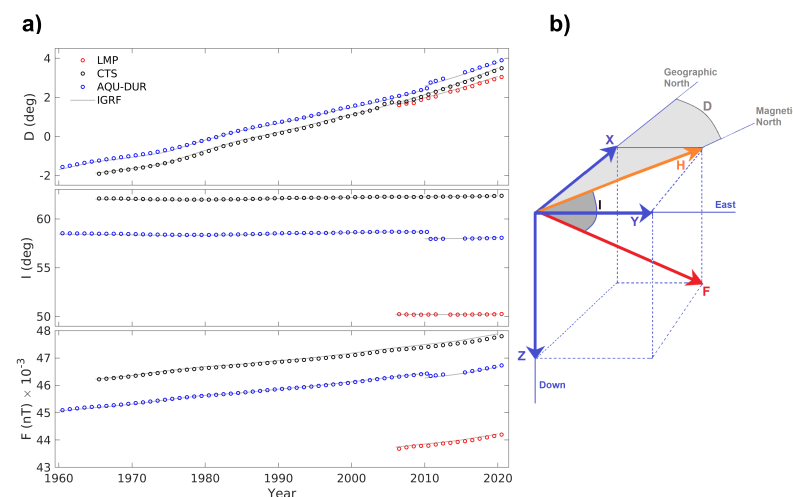 a)
4
2
0
-2
D (deg)
LMP
CTS
AQU-DUR
IGRF
60
55
50
I (deg)
48
47
46
45
44
43
F (nT) × 10⁻³
1960
1970
1980
1990
2000
2010
2020
Year
b)
Geographic
North
D
Magneti
North
X
H
I
East
Y
F
Z
Down